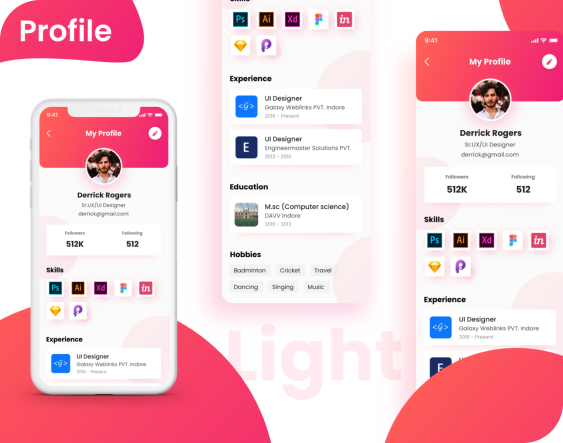 Profile
9:41
My Profile
Derrick Rogers
Sr.UX/UI Designer
derrick@gmail.com
Followers
Following
512K
512
Skills
Ps
Ai
Xd
in
Experience
<G>
UI Designer
Galaxy Weblinks PVT. Indore
2016 - Present
Skills
Ps
Ai
Xd
in
Experience
<G>
UI Designer
Galaxy Weblinks PVT. Indore
2016 - Present
E
UI Designer
Engineermaster Solutions PVT.
2013 - 2016
Education
M.sc (Computer science)
DAVV Indore
2010 - 2013
Hobbies
Badminton
Cricket
Travel
Dancing
Singing
Music
Light
9:41
My Profile
Derrick Rogers
Sr.UX/UI Designer
derrick@gmail.com
Followers
Following
512K
512
Skills
Ps
Ai
Xd
in
Experience
<G>
UI Designer
Galaxy Weblinks PVT. Indore
2016 - Present
E